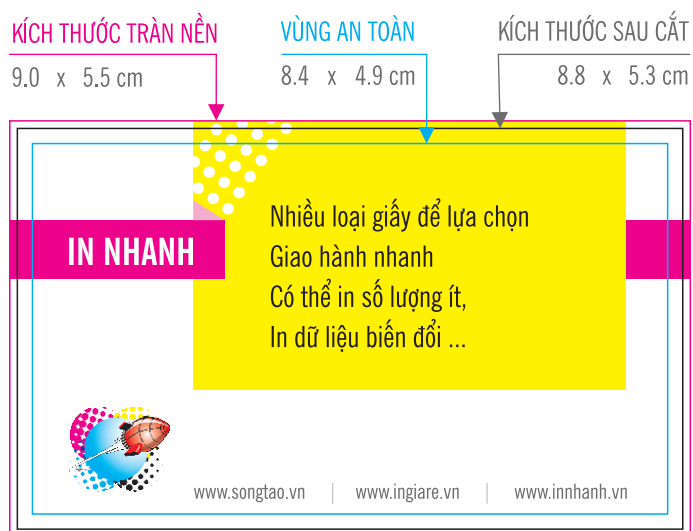 KÍCH THƯỚC TRÀN NỀN VÙNG AN TOÀN KÍCH THƯỚC SAU CẮT
9.0 x 5.5 cm 8.4 x 4.9 cm 8.8 x 5.3 cm
Nhiều loại giấy để lựa chọn
IN NHANH
Giao hành nhanh
Có thể in số lượng ít,
In dữ liệu biến đổi ...
www.songtao.vn | www.ingiare.vn | www.innhanh.vn